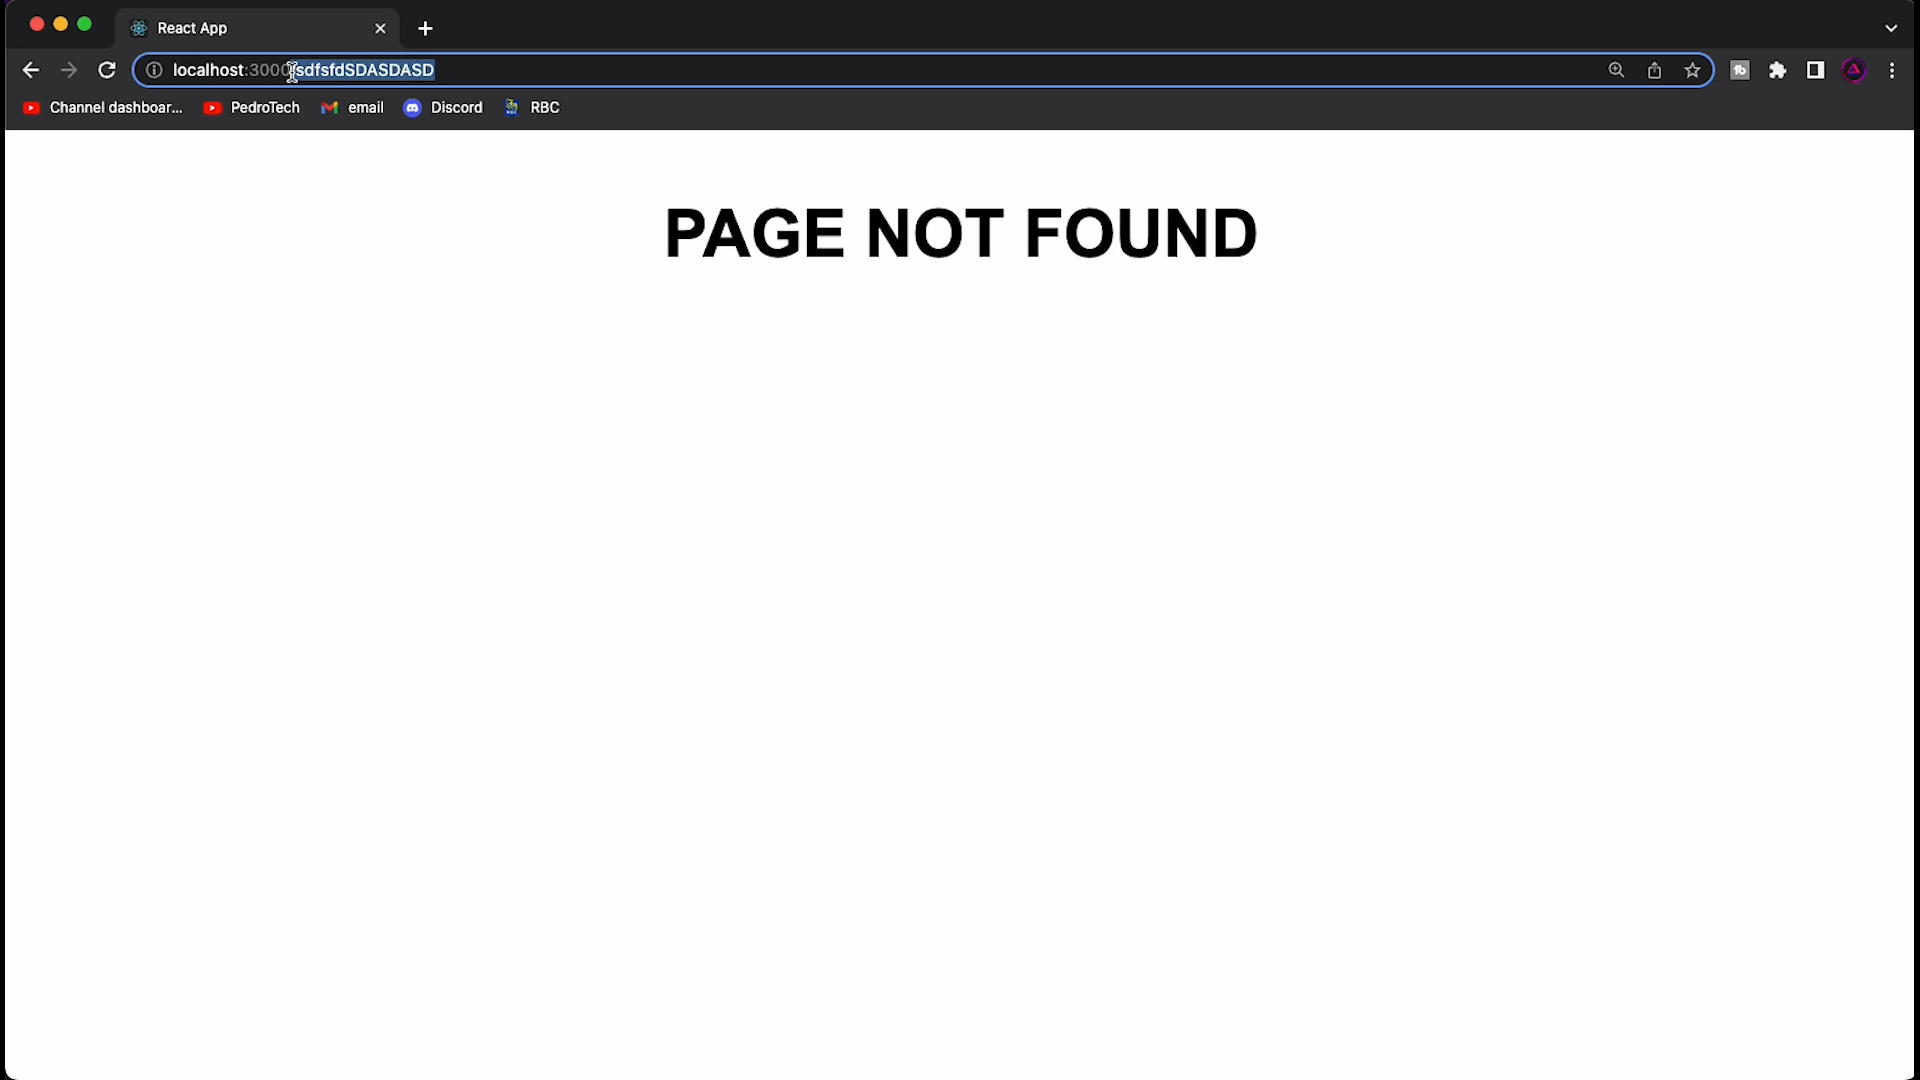 React App
localhost:3000/sdfsfdSDASDASD
Channel dashboar... PedroTech email Discord RBC
PAGE NOT FOUND